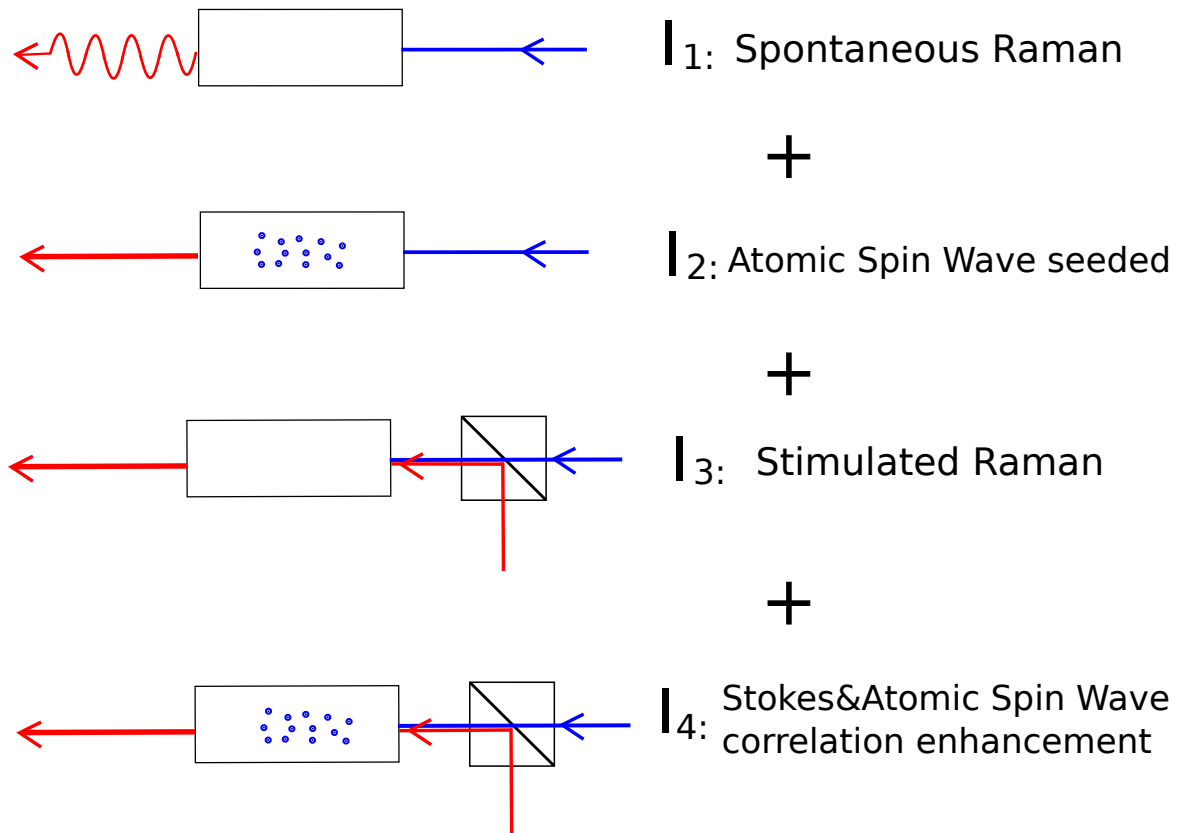 I1: Spontaneous Raman
+
I2: Atomic Spin Wave seeded
+
I3: Stimulated Raman
+
I4: Stokes&Atomic Spin Wave
correlation enhancement